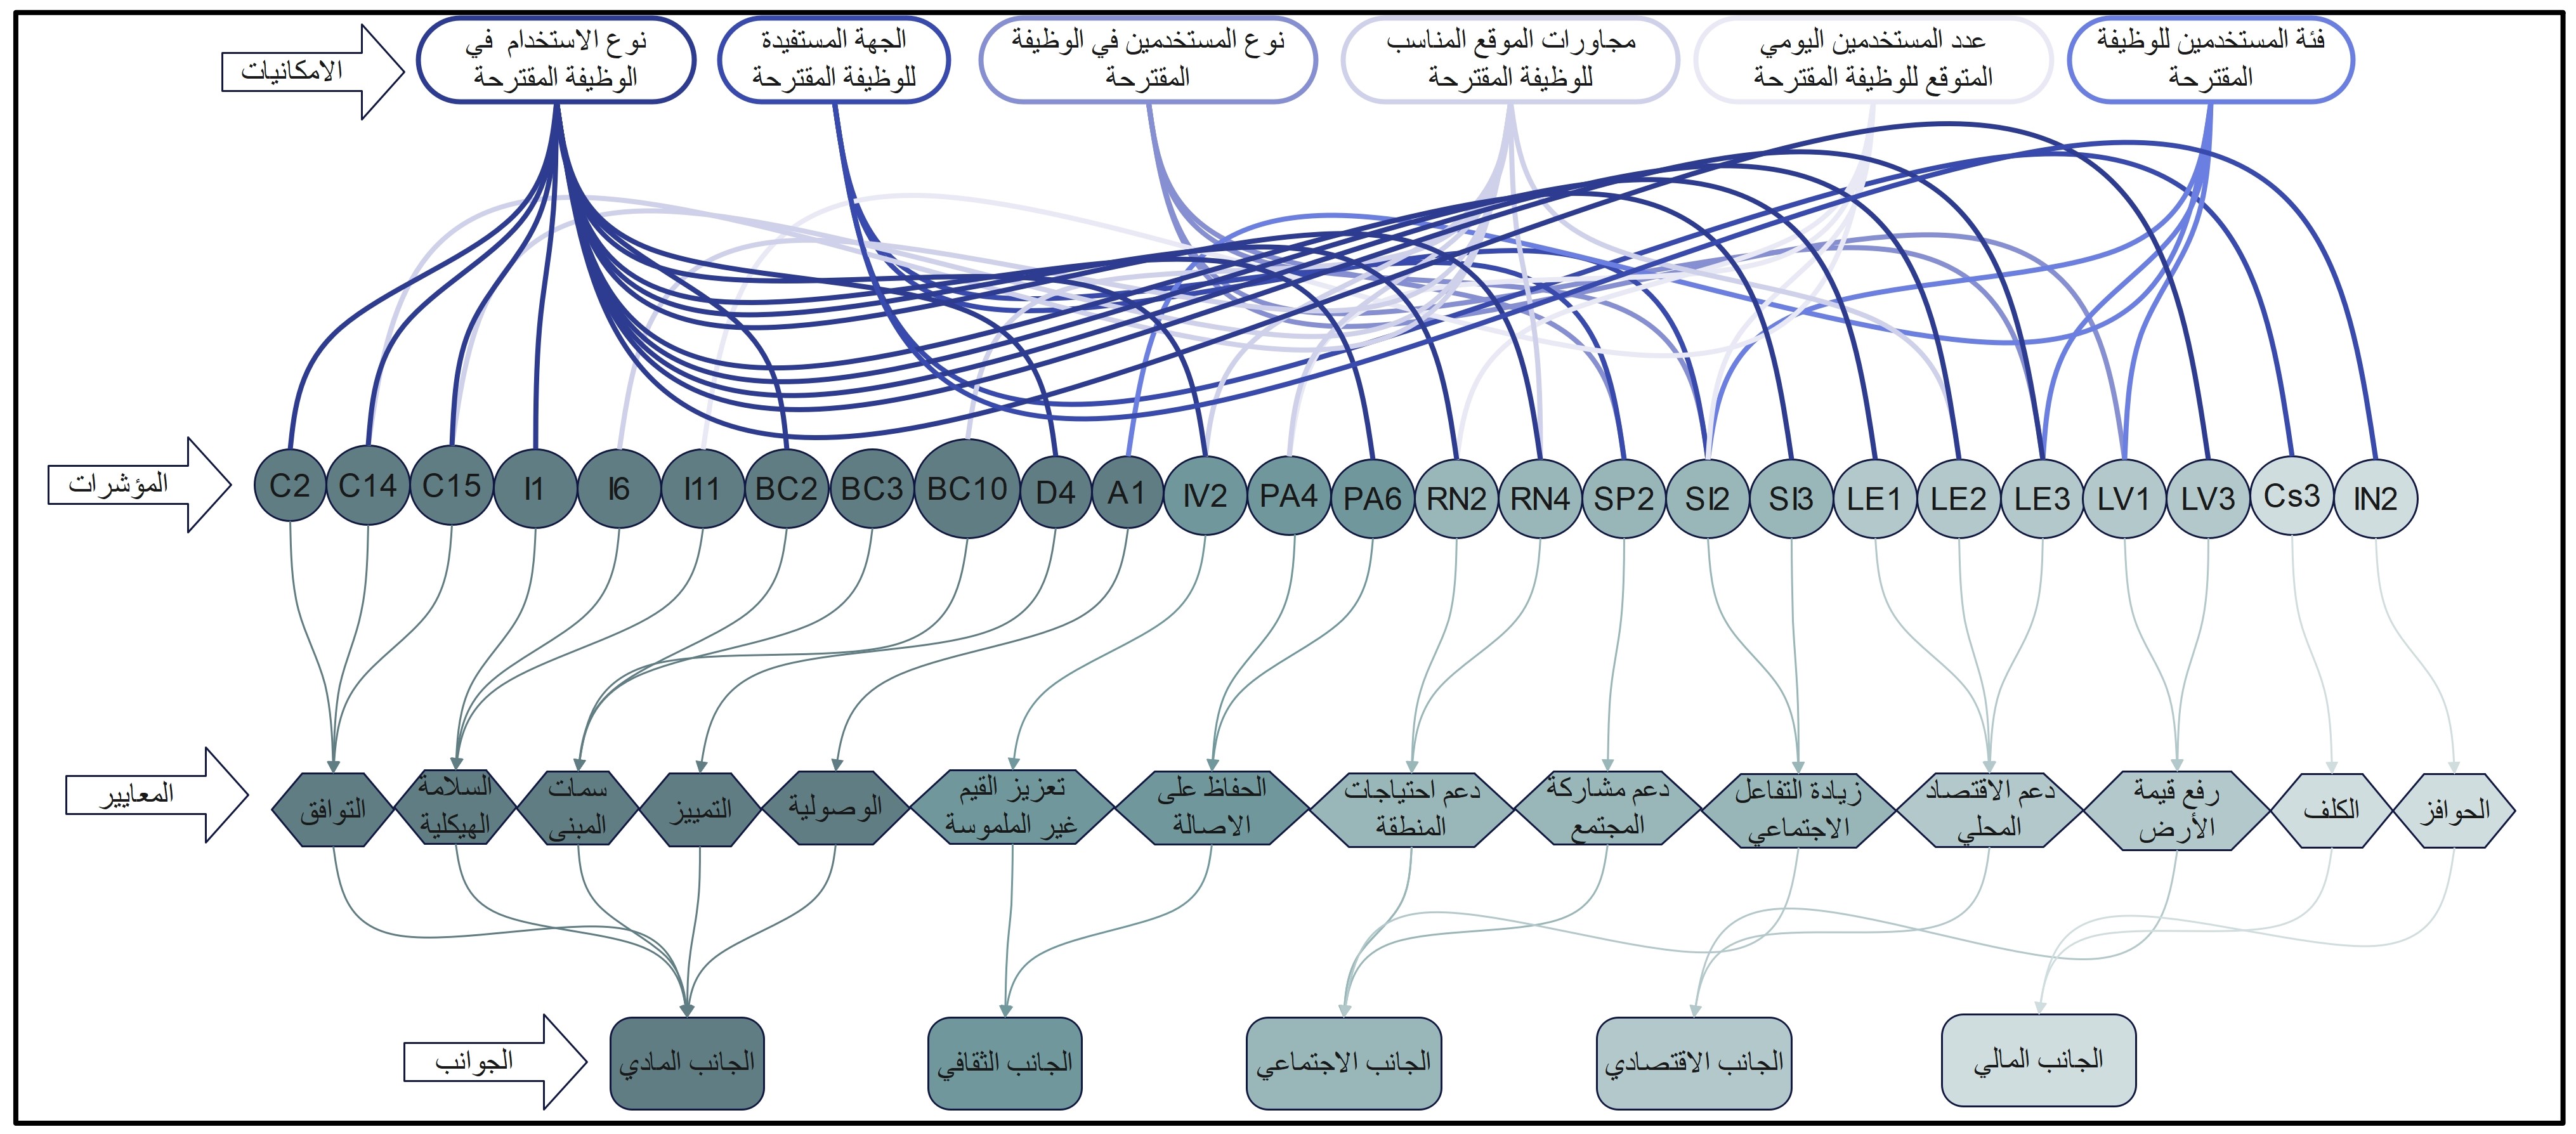 الامكانيات
نوع الاستخدام في
الوظيفة المقترحة
الجهة المستفيدة
للوظيفة المقترحة
نوع المستخدمين في الوظيفة
المقترحة
مجاورات الموقع المناسب
للوظيفة المقترحة
عدد المستخدمين اليومي
المتوقع للوظيفة المقترحة
فئة المستخدمين للوظيفة
المقترحة
المؤشرات
C2
C14
C15
I1
I6
I11
BC2
BC3
BC10
D4
A1
IV2
PA4
PA6
RN2
RN4
SP2
SI2
SI3
LE1
LE2
LE3
LV1
LV3
Cs3
IN2
المعايير
التوافق
السلامة
الهيكلية
سمات
المبنى
التمييز
الوصولية
تعزيز القيم
غير الملموسة
الحفاظ على
الاصالة
دعم احتياجات
المنطقة
دعم مشاركة
المجتمع
زيادة التفاعل
الاجتماعي
دعم الاقتصاد
المحلي
رفع قيمة
الأرض
الكلف
الحوافز
الجوانب
الجانب المادي
الجانب الثقافي
الجانب الاجتماعي
الجانب الاقتصادي
الجانب المالي